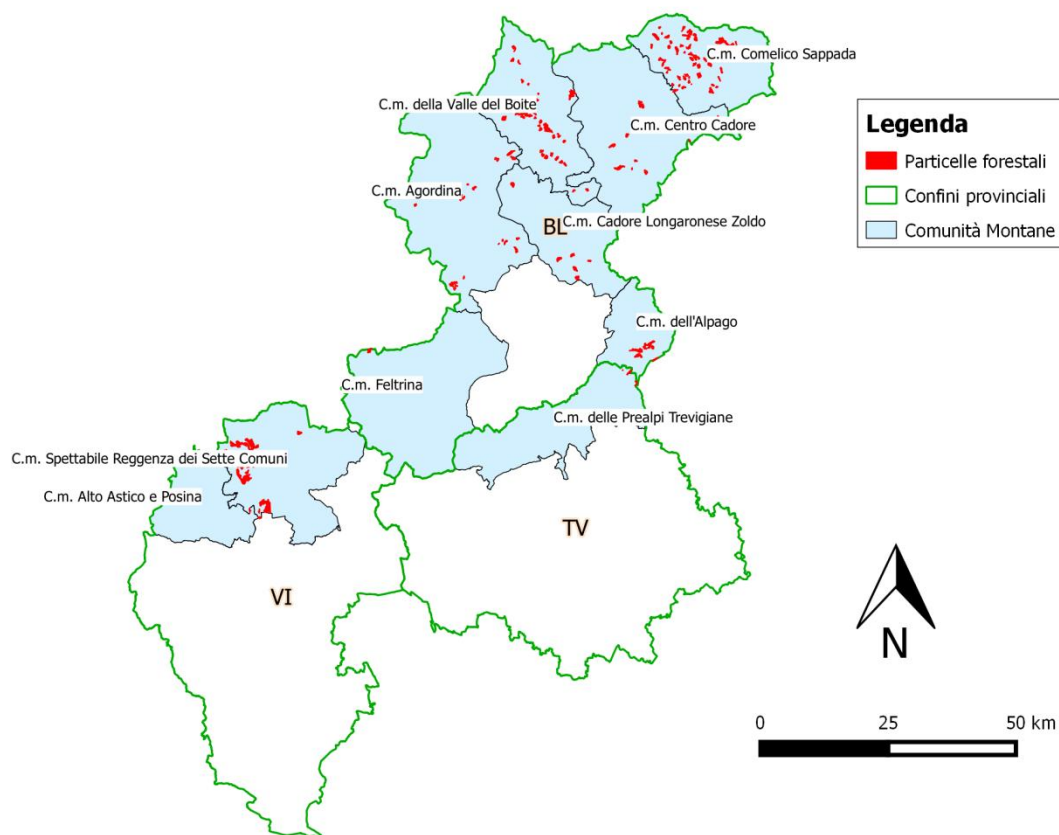 C.m. Comelico Sappada
C.m. della Valle del Boite
C.m. Centro Cadore
C.m. Agordina
BL
C.m. Cadore Longaronese Zoldo
C.m. dell'Alpago
C.m. Feltrina
C.m. delle Prealpi Trevigiane
C.m. Spettabile Reggenza dei Sette Comuni
C.m. Alto Astico e Posina
TV
VI
Legenda
Particelle forestali
Confini provinciali
Comunità Montane
N
0 25 50 km